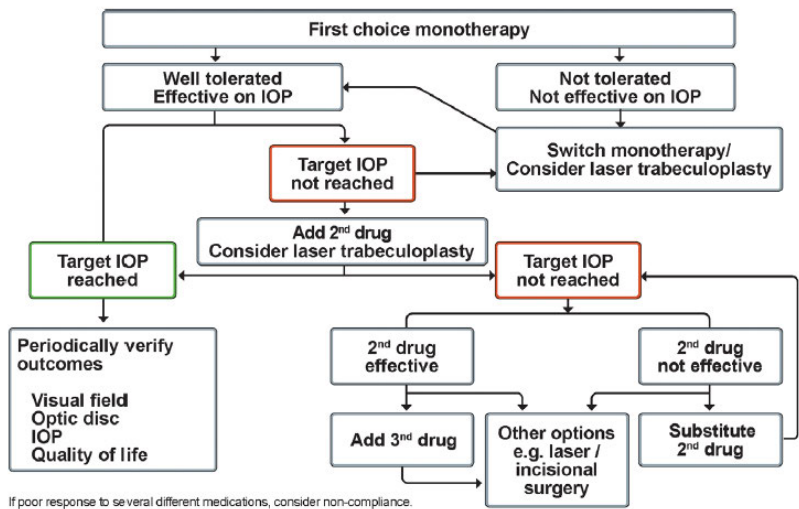 First choice monotherapy
Well tolerated
Effective on IOP
Not tolerated
Not effective on IOP
Switch monotherapy/
Consider laser trabeculoplasty
Target IOP
not reached
Add 2nd drug
Consider laser trabeculoplasty
Target IOP
reached
Target IOP
not reached
Periodically verify
outcomes
Visual field
Optic disc
IOP
Quality of life
2nd drug
effective
2nd drug
not effective
Add 3nd drug
Other options
e.g. laser /
incisional
surgery
Substitute
2nd drug
If poor response to several different medications, consider non-compliance.